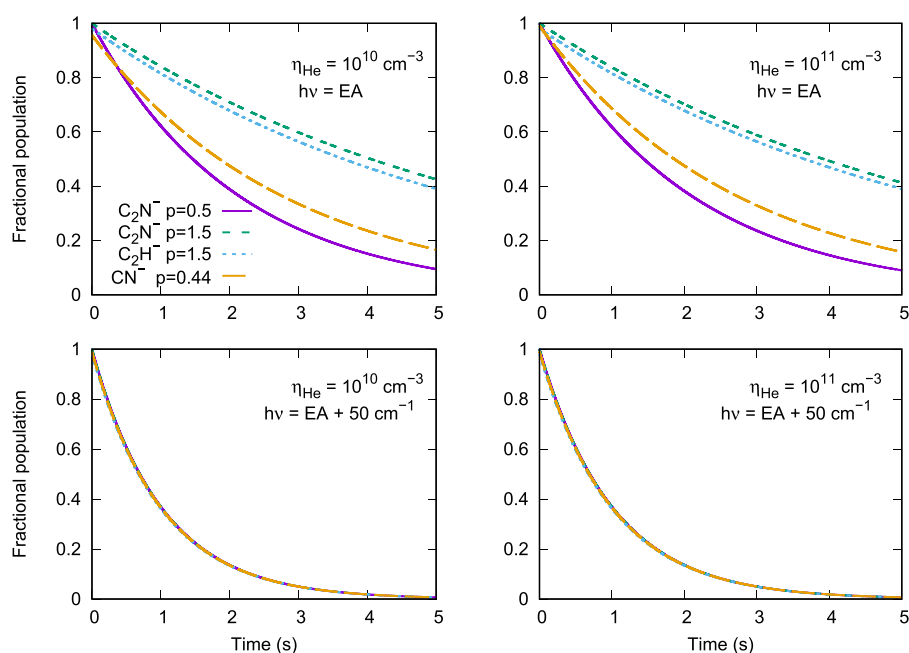 1
0.8
0.6
0.4
0.2
0
0 1 2 3 4 5
Fractional population
η_He = 10^10 cm^−3
hν = EA
C₂N⁻ p=0.5
C₂N⁻ p=1.5
C₂H⁻ p=1.5
CN⁻ p=0.44
1
0.8
0.6
0.4
0.2
0
0 1 2 3 4 5
η_He = 10^11 cm^−3
hν = EA
1
0.8
0.6
0.4
0.2
0
0 1 2 3 4 5
Fractional population
Time (s)
η_He = 10^10 cm^−3
hν = EA + 50 cm^−1
1
0.8
0.6
0.4
0.2
0
0 1 2 3 4 5
Time (s)
η_He = 10^11 cm^−3
hν = EA + 50 cm^−1